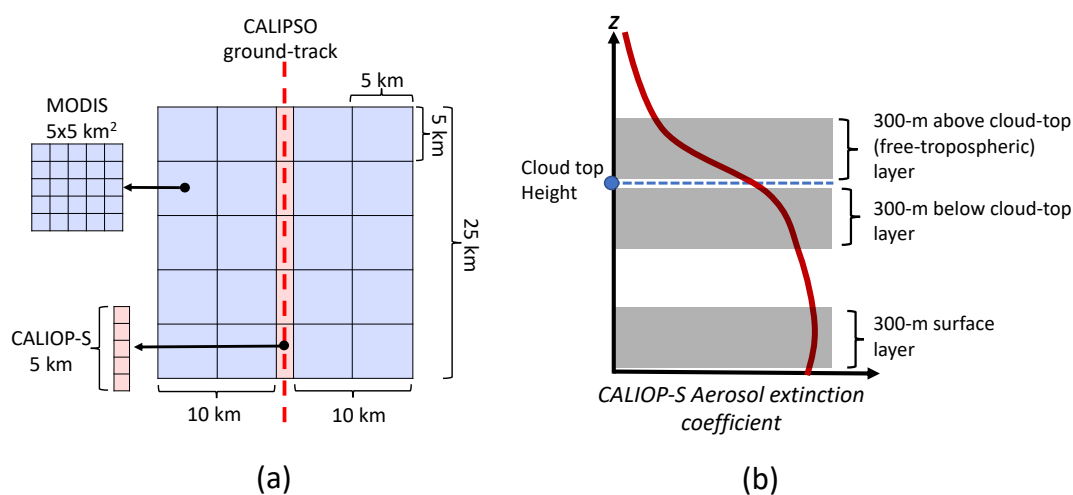 CALIPSO
ground-track
5 km
5 km
MODIS
5x5 km²
25 km
CALIOP-S
5 km
10 km
10 km
(a)
z
300-m above cloud-top
(free-tropospheric)
layer
Cloud top
Height
300-m below cloud-top
layer
300-m surface
layer
CALIOP-S Aerosol extinction
coefficient
(b)